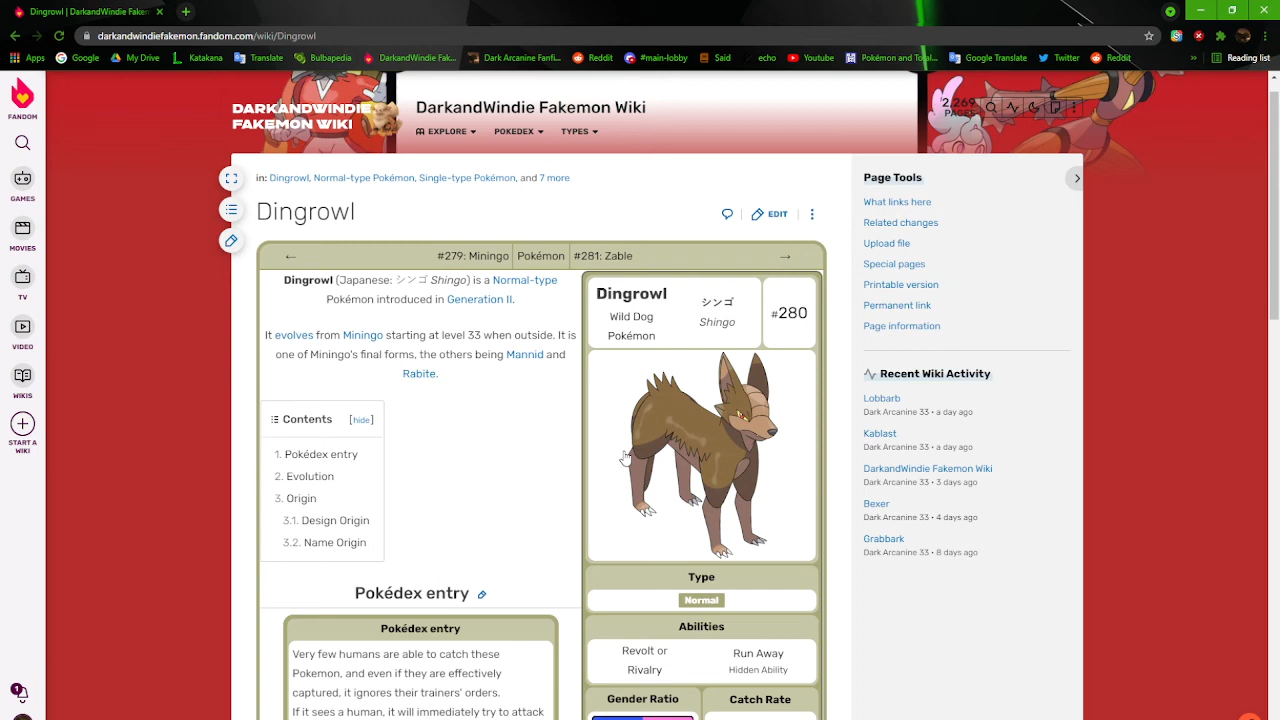 Dingrowl | DarkandWindie Faken
darkandwindiefakemon.fandom.com/wiki/Dingrowl
Apps Google My Drive Katakana Translate Bulbapedia DarkandWindie Fak... Dark Arcanine Fanfi... Reddit #main-lobby Said echo YouTube Pokémon and Total... Google Translate Twitter Reddit » Reading list
FANDOM
GAMES
MOVIES
TV
VIDEO
WIKIS
START A
WIKI
1
DARKANDWINDIE
FAKEMON WIKI
DarkandWindie Fakemon Wiki
EXPLORE POKEDEX TYPES
2,269
PAGES
in: Dingrowl, Normal-type Pokémon, Single-type Pokémon, and 7 more
Dingrowl
EDIT
← #279: Miningo Pokémon #281: Zable →
Dingrowl (Japanese: シンゴ Shingo) is a Normal-type
Pokémon introduced in Generation II.
It evolves from Miningo starting at level 33 when outside. It is
one of Miningo's final forms, the others being Mannid and
Rabite.
Contents [hide]
1. Pokédex entry
2. Evolution
3. Origin
3.1. Design Origin
3.2. Name Origin
Pokédex entry
Pokédex entry
Very few humans are able to catch these
Pokemon, and even if they are effectively
captured, it ignores their trainers' orders.
If it sees a human, it will immediately try to attack
Dingrowl
Wild Dog
Pokémon
シンゴ
Shingo
#280
Type
Normal
Abilities
Revolt or
Rivalry
Run Away
Hidden Ability
Gender Ratio
Catch Rate
Page Tools
What links here
Related changes
Upload file
Special pages
Printable version
Permanent link
Page information
Recent Wiki Activity
Lobbarb
Dark Arcanine 33 • a day ago
Kablast
Dark Arcanine 33 • a day ago
DarkandWindie Fakemon Wiki
Dark Arcanine 33 • 3 days ago
Bexer
Dark Arcanine 33 • 4 days ago
Grabbark
Dark Arcanine 33 • 8 days ago